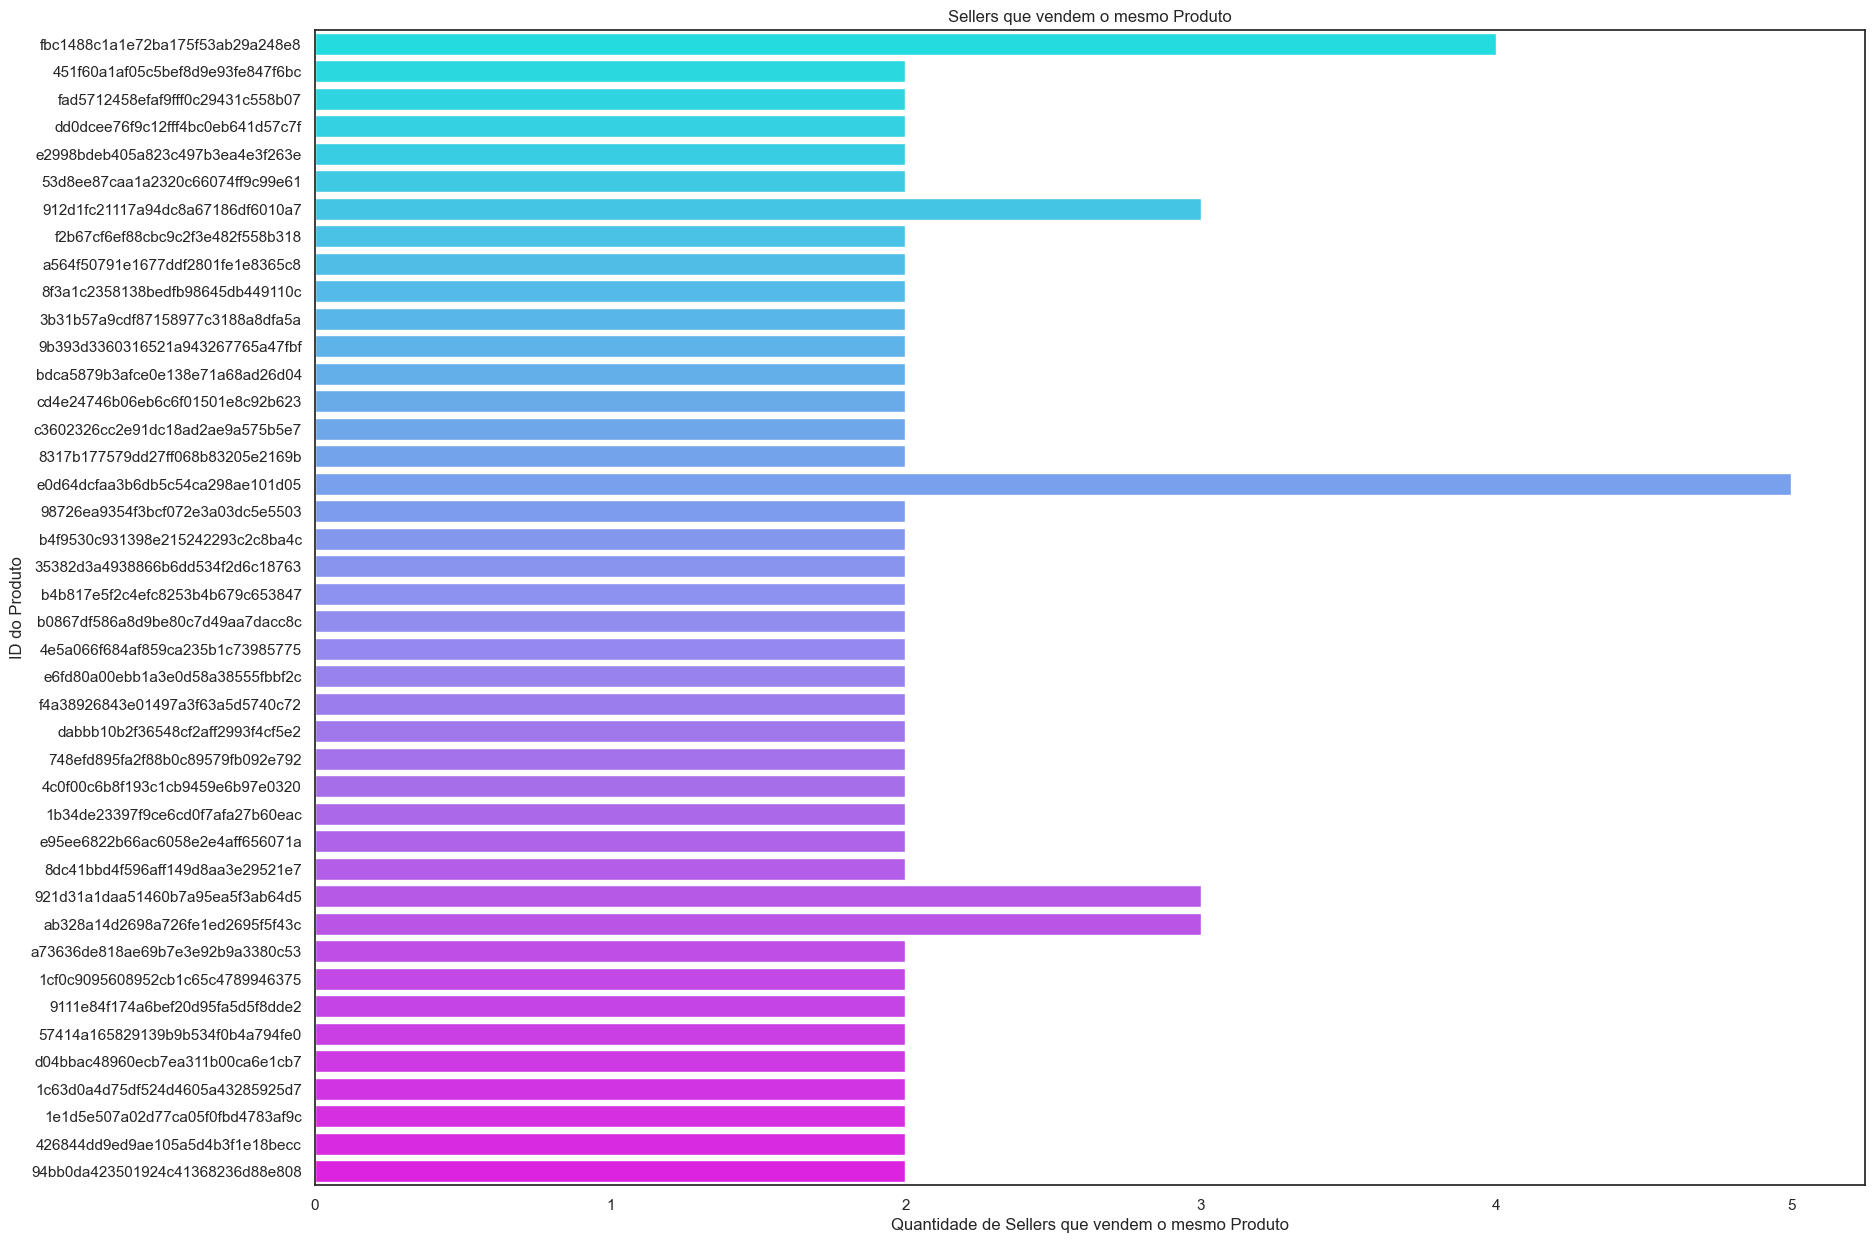 Sellers que vendem o mesmo Produto
fbc1488c1a1e72ba175f53ab29a248e8
451f60a1af05c5bef8d9e93fe847f6bc
fad5712458efaf9fff0c29431c558b07
dd0dcee76f9c12fff4bc0eb641d57c7f
e2998bdeb405a823c497b3ea4e3f263e
53d8ee87caa1a2320c66074ff9c99e61
912d1fc21117a94dc8a67186df6010a7
f2b67cf6ef88cbc9c2f3e482f558b318
a564f50791e1677ddf2801fe1e8365c8
8f3a1c2358138bedfb98645db449110c
3b31b57a9cdf87158977c3188a8dfa5a
9b393d3360316521a943267765a47fbf
bdca5879b3afce0e138e71a68ad26d04
cd4e24746b06eb6c6f01501e8c92b623
c3602326cc2e91dc18ad2ae9a575b5e7
8317b177579dd27ff068b83205e2169b
e0d64dcfaa3b6db5c54ca298ae101d05
98726ea9354f3bcf072e3a03dc5e5503
b4f9530c931398e215242293c2c8ba4c
35382d3a4938866b6dd534f2d6c18763
b4b817e5f2c4efc8253b4b679c653847
b0867df586a8d9be80c7d49aa7dacc8c
4e5a066f684af859ca235b1c73985775
e6fd80a00ebb1a3e0d58a38555fbbf2c
f4a38926843e01497a3f63a5d5740c72
dabbb10b2f36548cf2aff2993f4cf5e2
748efd895fa2f88b0c89579fb092e792
4c0f00c6b8f193c1cb9459e6b97e0320
1b34de23397f9ce6cd0f7afa27b60eac
e95ee6822b66ac6058e2e4aff656071a
8dc41bbd4f596aff149d8aa3e29521e7
921d31a1daa51460b7a95ea5f3ab64d5
ab328a14d2698a726fe1ed2695f5f43c
a73636de818ae69b7e3e92b9a3380c53
1cf0c9095608952cb1c65c4789946375
9111e84f174a6bef20d95fa5d5f8dde2
57414a165829139b9b534f0b4a794fe0
d04bbac48960ecb7ea311b00ca6e1cb7
1c63d0a4d75df524d4605a43285925d7
1e1d5e507a02d77ca05f0fbd4783af9c
426844dd9ed9ae105a5d4b3f1e18becc
94bb0da423501924c41368236d88e808
ID do Produto
0 1 2 3 4 5
Quantidade de Sellers que vendem o mesmo Produto